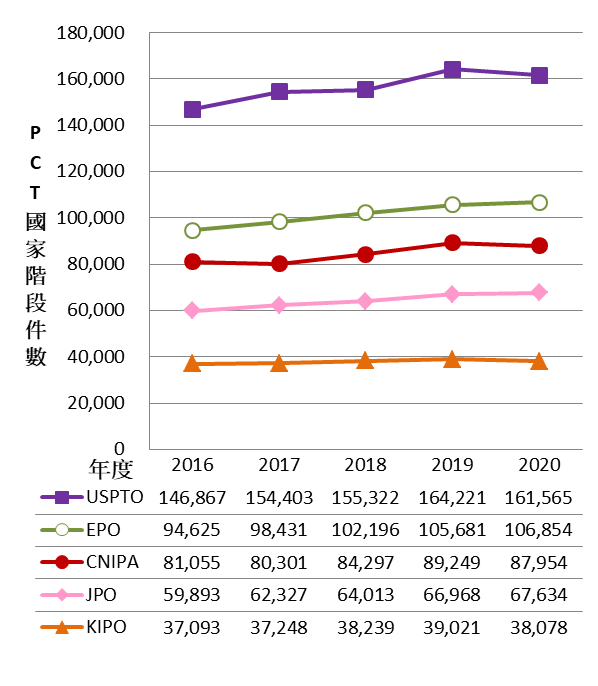 180,000
160,000
140,000
120,000
100,000
80,000
60,000
40,000
20,000
0
PCT國家階段件數
年度 2016 2017 2018 2019 2020
USPTO 146,867 154,403 155,322 164,221 161,565
EPO 94,625 98,431 102,196 105,681 106,854
CNIPA 81,055 80,301 84,297 89,249 87,954
JPO 59,893 62,327 64,013 66,968 67,634
KIPO 37,093 37,248 38,239 39,021 38,078